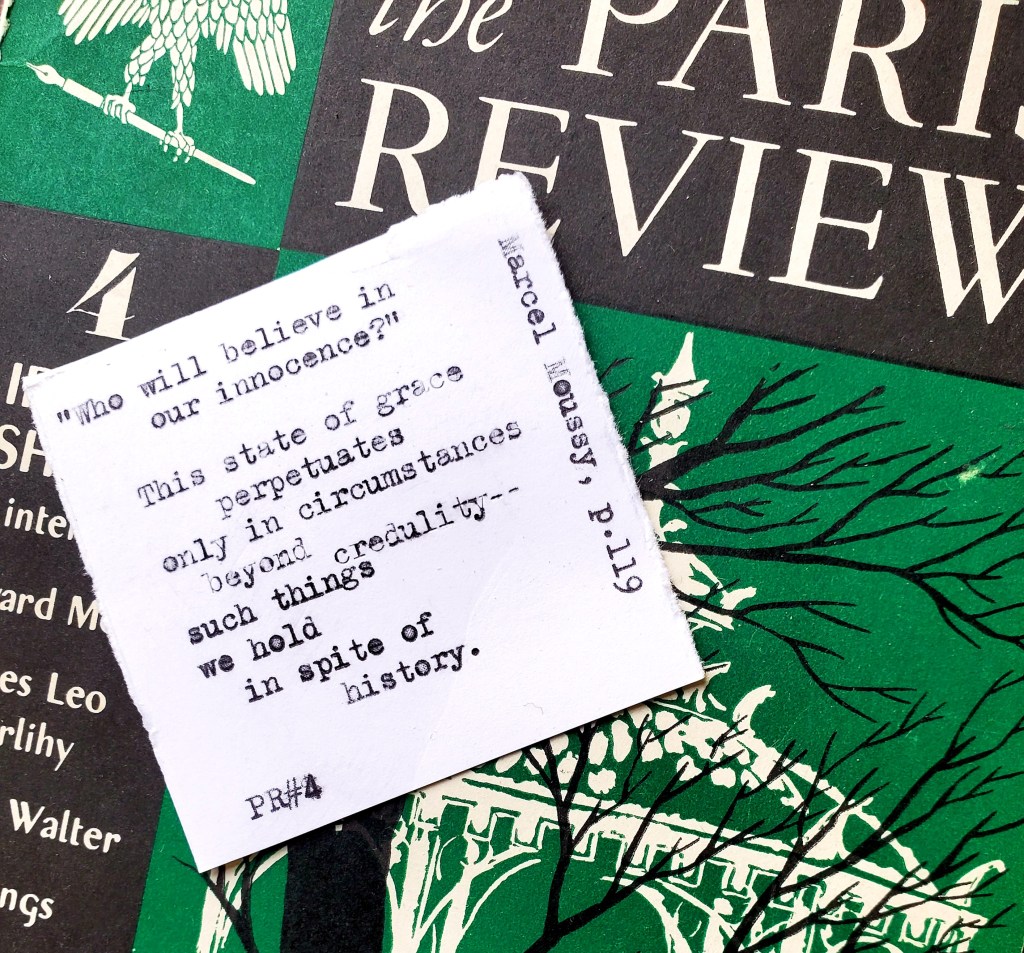 the PARIS
REVIEW
4
"Who will believe in
our innocence?"
This state of grace
perpetuates
only in circumstances
beyond credulity--
such things
we hold
in spite of
history.
PR#4
Marcel Moussy, p.119
inter
ard M
es Leo
rlihy
Walter
ngs